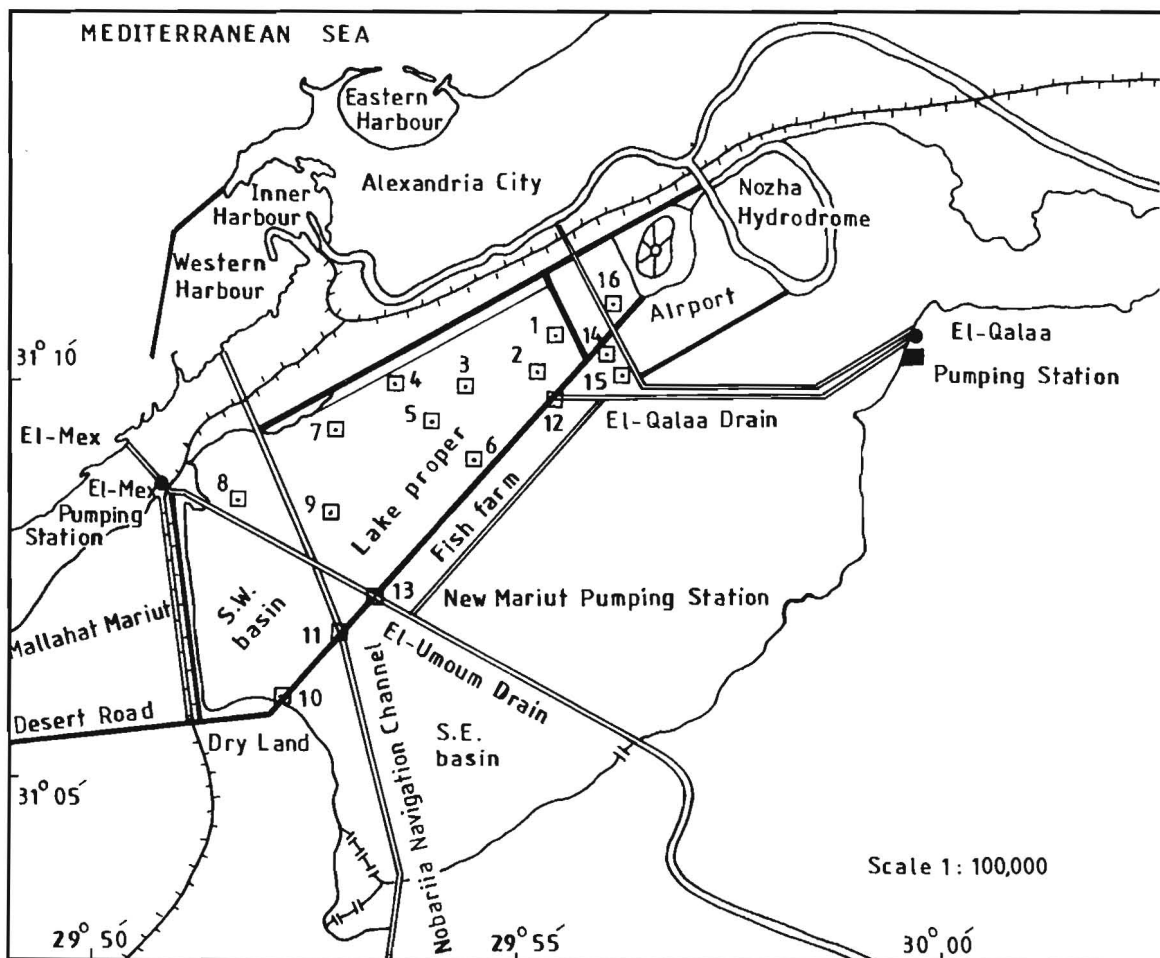 MEDITERRANEAN SEA
Eastern
Harbour
Alexandria City
Inner
Harbour
Nozha
Hydrodrome
Western
Harbour
16
Airport
1
14
31° 10′
2
3
4
15
El-Qalaa
Pumping Station
12
5
El-Qalaa Drain
7
El-Mex
6
8
El-Mex
Pumping
Station
9
Lake proper
Fish farm
13
New Mariut Pumping Station
Mallahat Mariut
S.W.
basin
11
El-Umoum Drain
10
Desert Road
Dry Land
Nobariia Navigation Channel
S.E.
basin
31° 05′
Scale 1 : 100,000
29° 50′
29° 55′
30° 00′